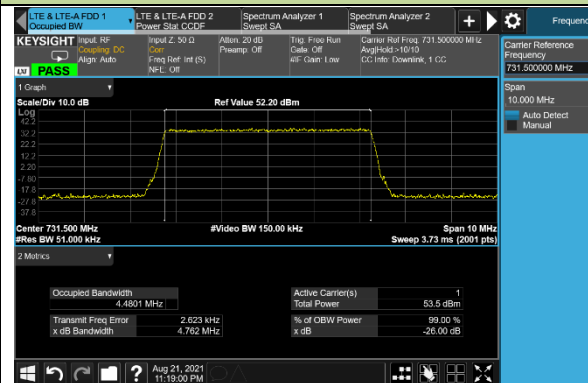 LTE & LTE-A FDD 1
Occupied BW
LTE & LTE-A FDD 2
Power Stat CCDF
Spectrum Analyzer 1
Swept SA
Spectrum Analyzer 2
Swept SA
Frequenc
KEYSIGHT
Input: RF
Coupling: DC
Align: Auto
Input Z: 50 Ω
Corr
Freq Ref: Int (S)
NFE: Off
Atten: 20 dB
Preamp: Off
Trig: Free Run
Gate: Off
#IF Gain: Low
Carrier Ref Freq: 731.500000 MHz
Avg|Hold:>10/10
CC Info: Downlink, 1 CC
LXI
PASS
Carrier Reference
Frequency
731.500000 MHz
Span
10.000 MHz
Auto Detect
Manual
1 Graph
Scale/Div 10.0 dB
Ref Value 52.20 dBm
Log
42.2
32.2
22.2
12.2
2.20
-7.80
-17.8
-27.8
-37.8
Center 731.500 MHz
#Video BW 150.00 kHz
Span 10 MHz
#Res BW 51.000 kHz
Sweep 3.73 ms (2001 pts)
2 Metrics
Occupied Bandwidth
4.4801 MHz
Active Carrier(s) 1
Total Power 53.5 dBm
Transmit Freq Error 2.623 kHz
x dB Bandwidth 4.762 MHz
% of OBW Power 99.00 %
x dB -26.00 dB
?
Aug 21, 2021
11:19:00 PM